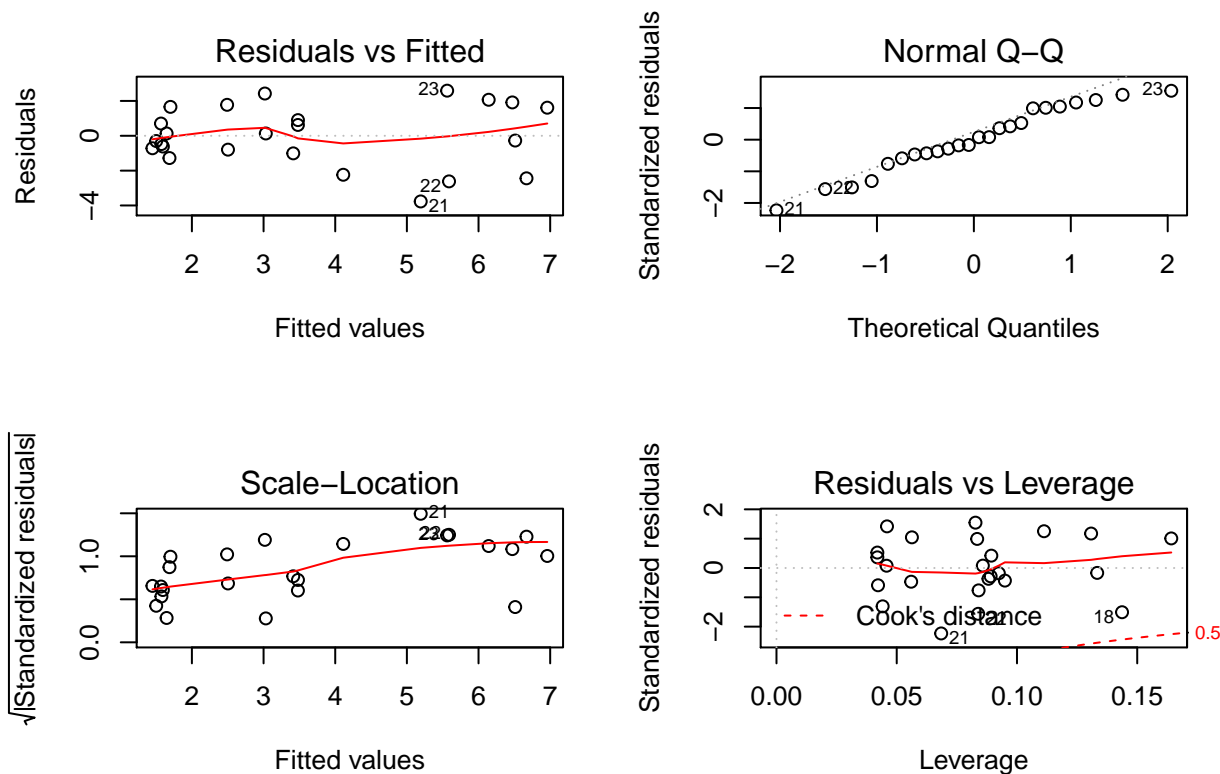 Residuals vs Fitted
Residuals
0
−4
23
22
21
2 3 4 5 6 7
Fitted values
Normal Q−Q
Standardized residuals
0
−2
21
22
23
−2 −1 0 1 2
Theoretical Quantiles
Scale−Location
√|Standardized residuals|
1.0
0.0
21
23
2 3 4 5 6 7
Fitted values
Residuals vs Leverage
Standardized residuals
2
0
−2
Cook's distance
18
21
0.5
0.00 0.05 0.10 0.15
Leverage